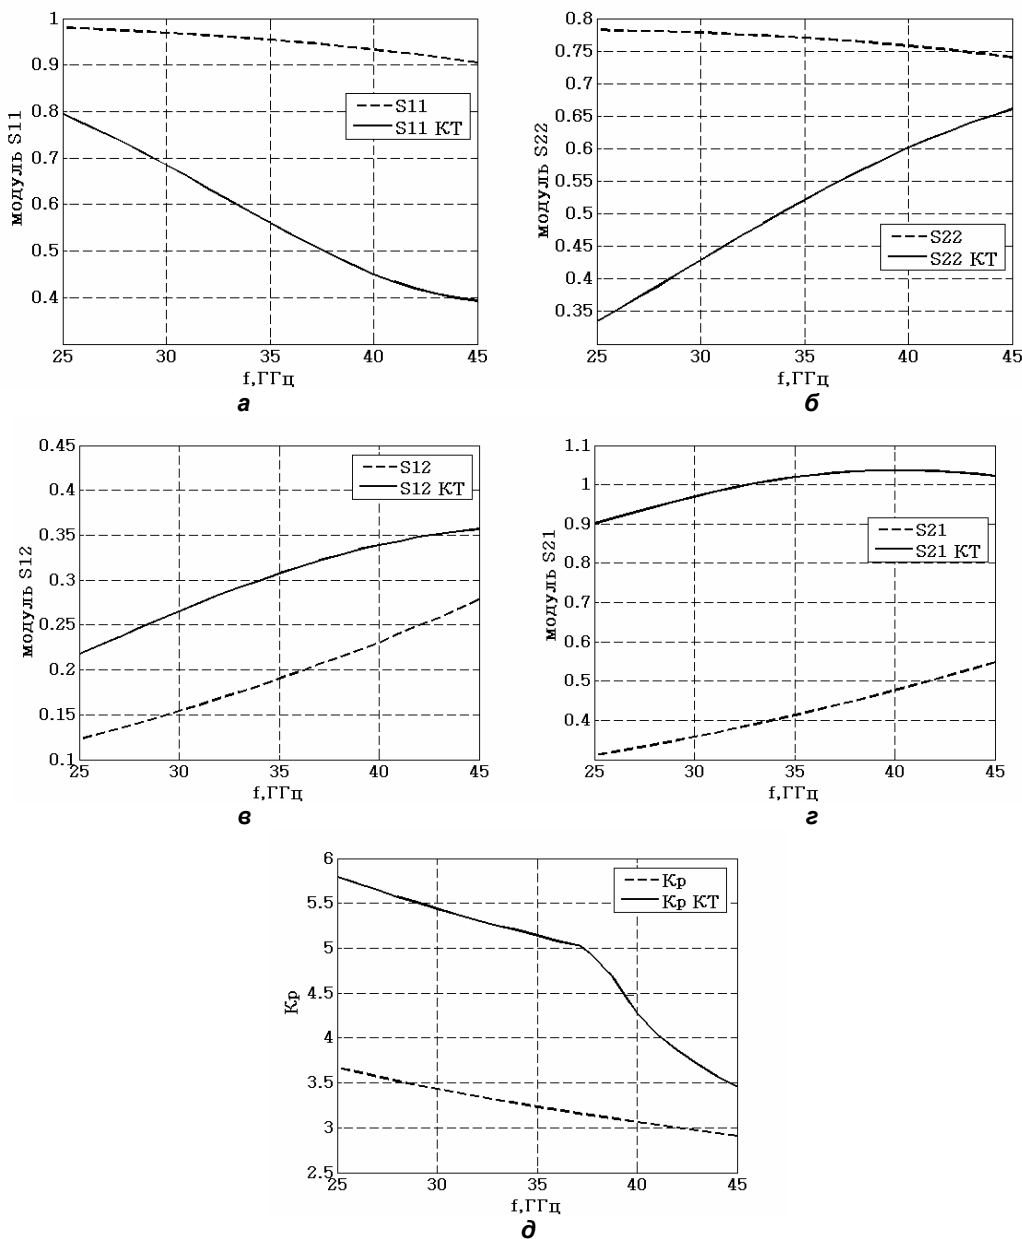 1
0.9
0.8
0.7
0.6
0.5
0.4
модуль S11
S11
S11 КТ
25 30 35 40 45
f,ГГц
а
0.8
0.75
0.7
0.65
0.6
0.55
0.5
0.45
0.4
0.35
модуль S22
S22
S22 КТ
25 30 35 40 45
f,ГГц
б
0.45
0.4
0.35
0.3
0.25
0.2
0.15
0.1
модуль S12
S12
S12 КТ
25 30 35 40 45
f,ГГц
в
1.1
1
0.9
0.8
0.7
0.6
0.5
0.4
модуль S21
S21
S21 КТ
25 30 35 40 45
f,ГГц
г
6
5.5
5
4.5
4
3.5
3
2.5
Кр
Кр
Кр КТ
25 30 35 40 45
f,ГГц
д